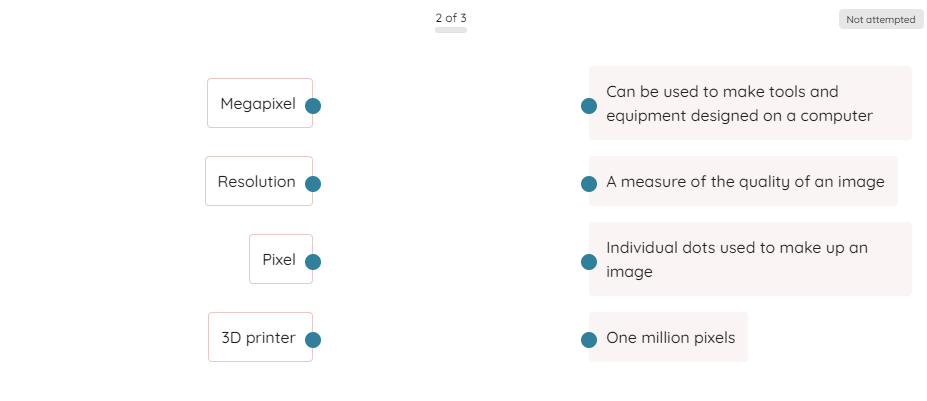 2 of 3
Not attempted
Megapixel
Can be used to make tools and
equipment designed on a computer
Resolution
A measure of the quality of an image
Pixel
Individual dots used to make up an
image
3D printer
One million pixels